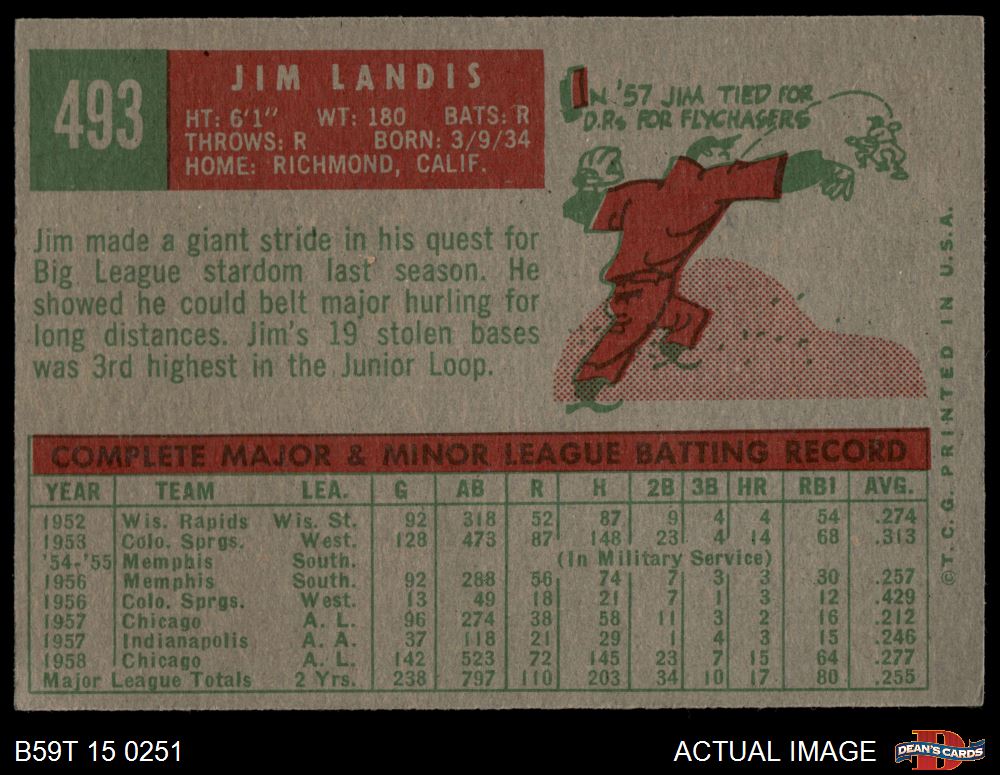 493
JIM LANDIS
HT: 6'1" WT: 180 BATS: R
THROWS: R BORN: 3/9/34
HOME: RICHMOND, CALIF.
IN '57 JIM TIED FOR
D.P.s FOR FLYCHASERS
Jim made a giant stride in his quest for
Big League stardom last season. He
showed he could belt major hurling for
long distances. Jim's 19 stolen bases
was 3rd highest in the Junior Loop.
©T.C.G. PRINTED IN U.S.A.
COMPLETE MAJOR & MINOR LEAGUE BATTING RECORD
YEAR TEAM LEA. G AB R H 2B 3B HR RBI AVG.
1952 Wis. Rapids Wis. St. 92 318 52 87 9 4 4 54 .274
1953 Colo. Sprgs. West. 128 473 87 148 23 4 14 68 .313
'54-'55 Memphis South. (In Military Service)
1956 Memphis South. 92 288 56 74 7 3 3 30 .257
1956 Colo. Sprgs. West. 13 49 18 21 7 1 3 12 .429
1957 Chicago A. L. 96 274 38 58 11 3 2 16 .212
1957 Indianapolis A. A. 37 118 21 29 1 4 3 15 .246
1958 Chicago A. L. 142 523 72 145 23 7 15 64 .277
Major League Totals 2 Yrs. 238 797 110 203 34 10 17 80 .255
B59T 15 0251
ACTUAL IMAGE
DEAN'S CARDS